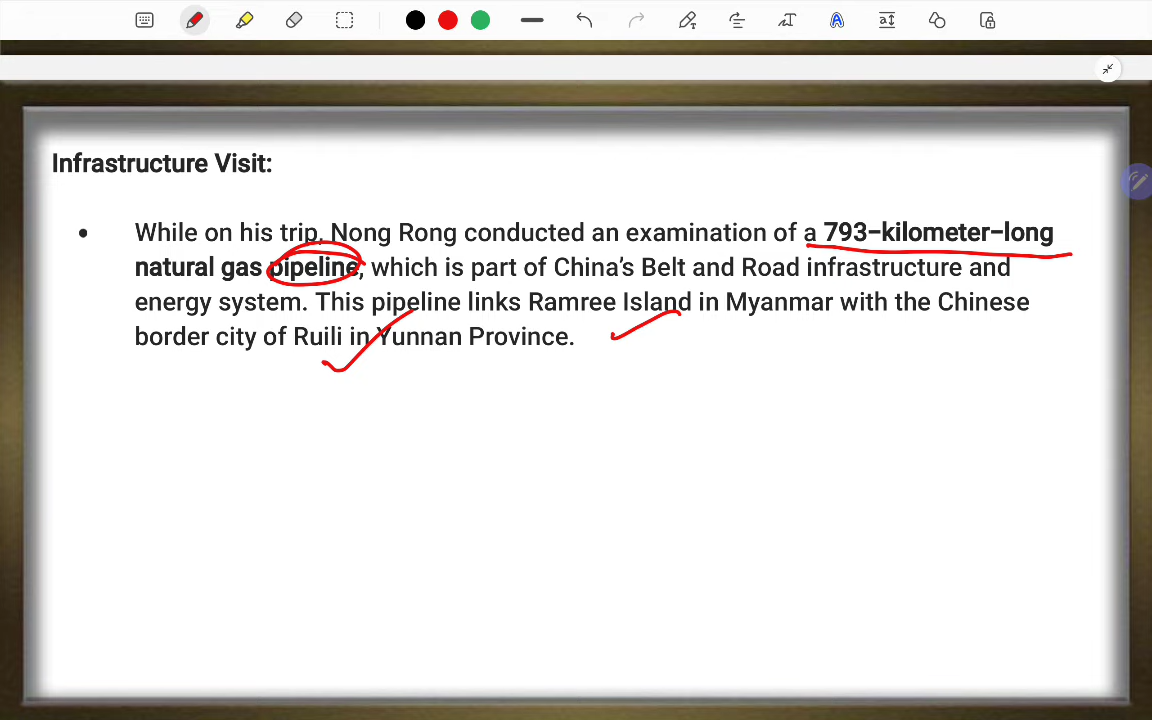 Infrastructure Visit:
• While on his trip, Nong Rong conducted an examination of a 793-kilometer-long
natural gas pipeline, which is part of China's Belt and Road infrastructure and
energy system. This pipeline links Ramree Island in Myanmar with the Chinese
border city of Ruili in Yunnan Province.